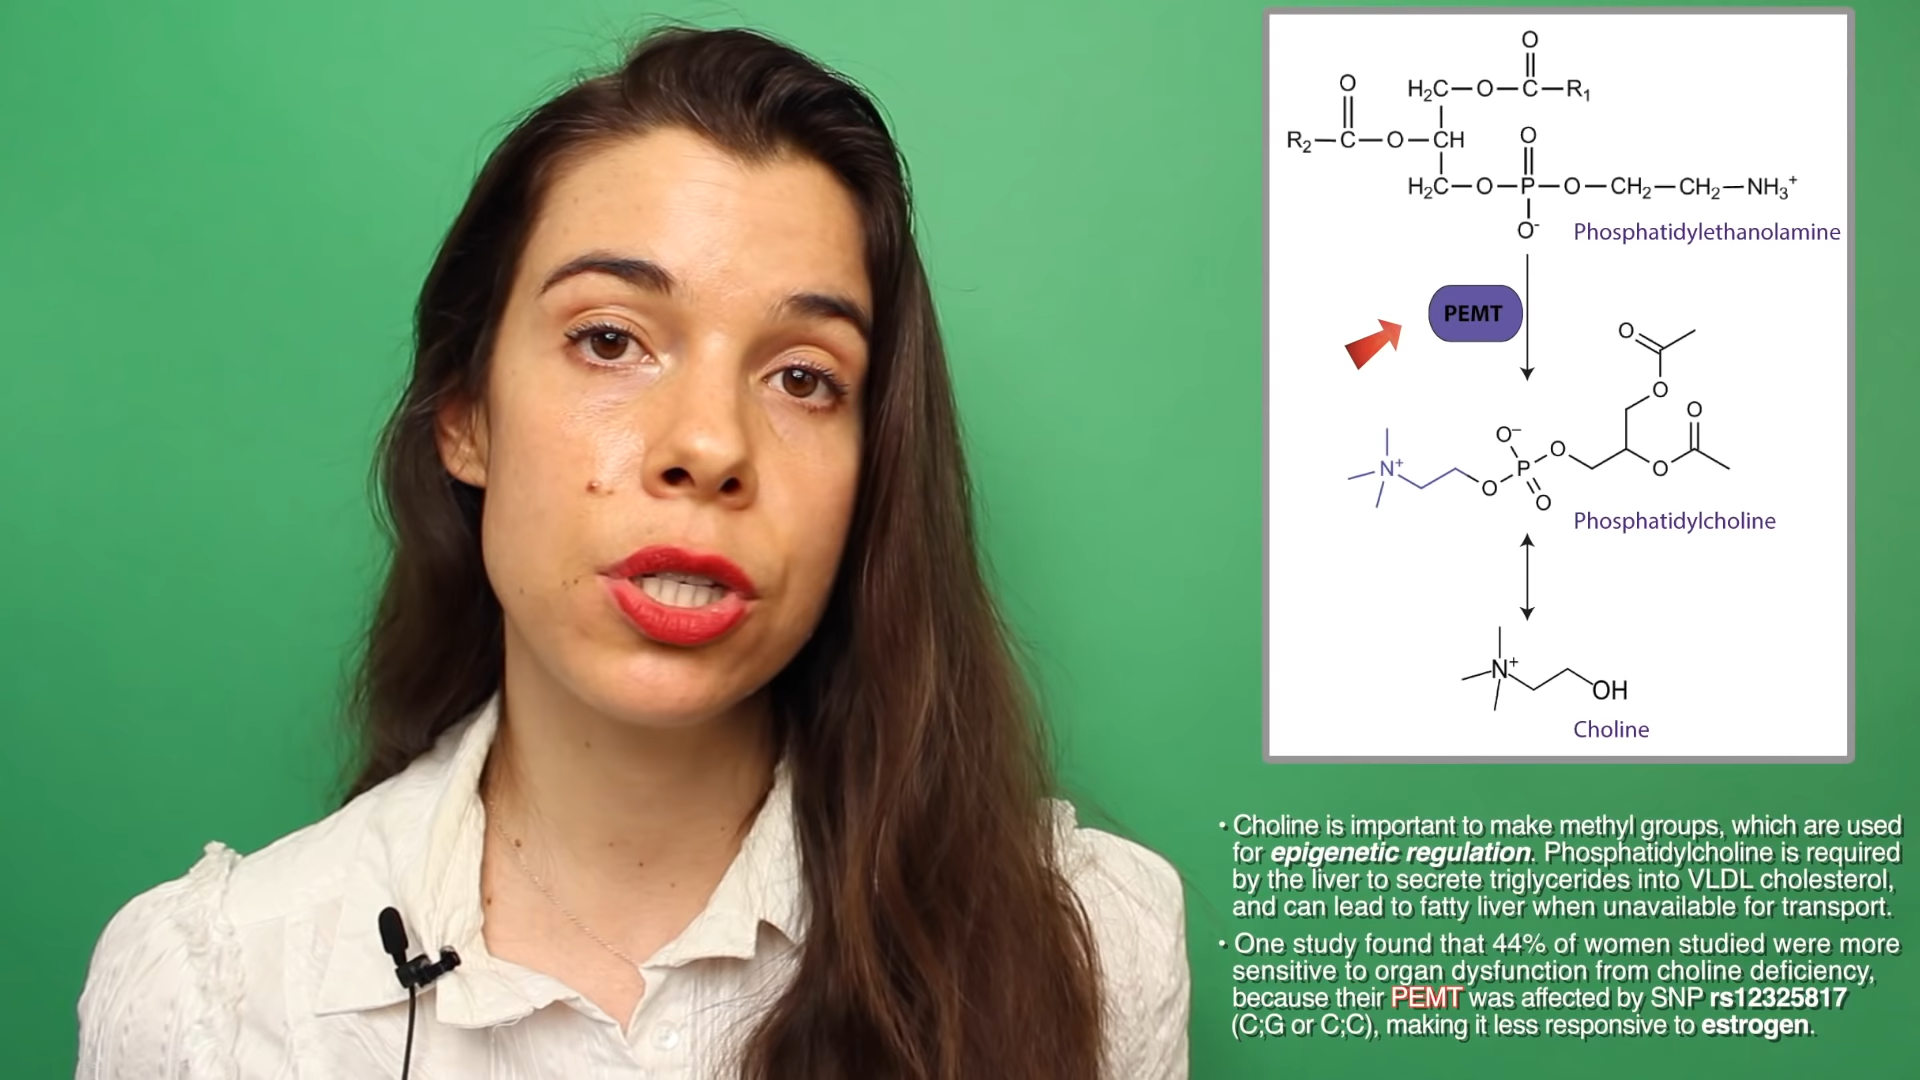 O
O
H₂C—O—C—R₁
R₂—C—O—CH
O
H₂C—O—P—O—CH₂—CH₂—NH₃⁺
O⁻
Phosphatidylethanolamine
PEMT
O
O
O
O⁻
O
N⁺
P
O
O
O
Phosphatidylcholine
N⁺
OH
Choline
• Choline is important to make methyl groups, which are used
for epigenetic regulation. Phosphatidylcholine is required
by the liver to secrete triglycerides into VLDL cholesterol,
and can lead to fatty liver when unavailable for transport.
• One study found that 44% of women studied were more
sensitive to organ dysfunction from choline deficiency,
because their PEMT was affected by SNP rs12325817
(C;G or C;C), making it less responsive to estrogen.